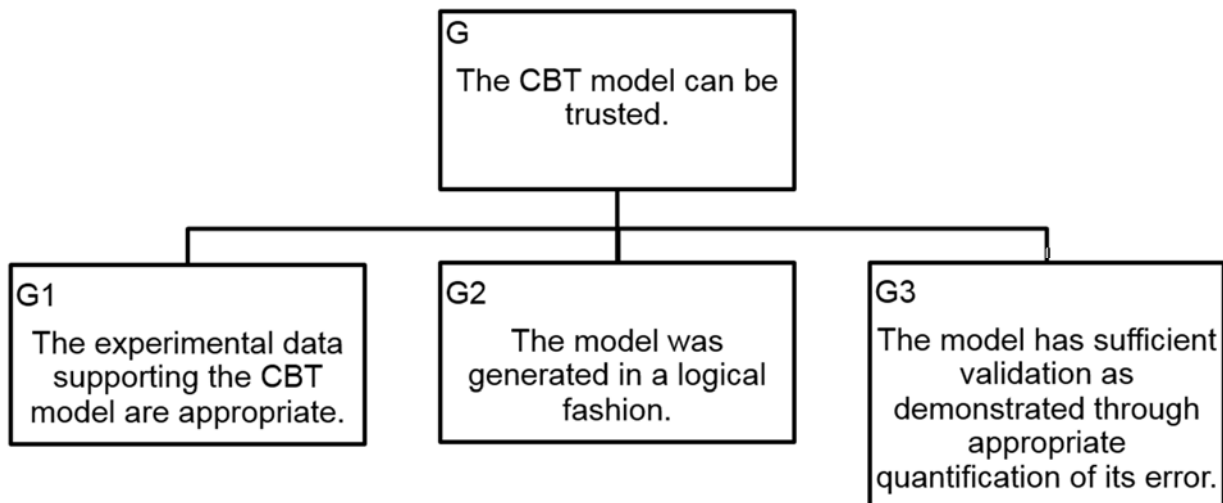 G
The CBT model can be
trusted.
G1
The experimental data
supporting the CBT
model are appropriate.
G2
The model was
generated in a logical
fashion.
G3
The model has sufficient
validation as
demonstrated through
appropriate
quantification of its error.